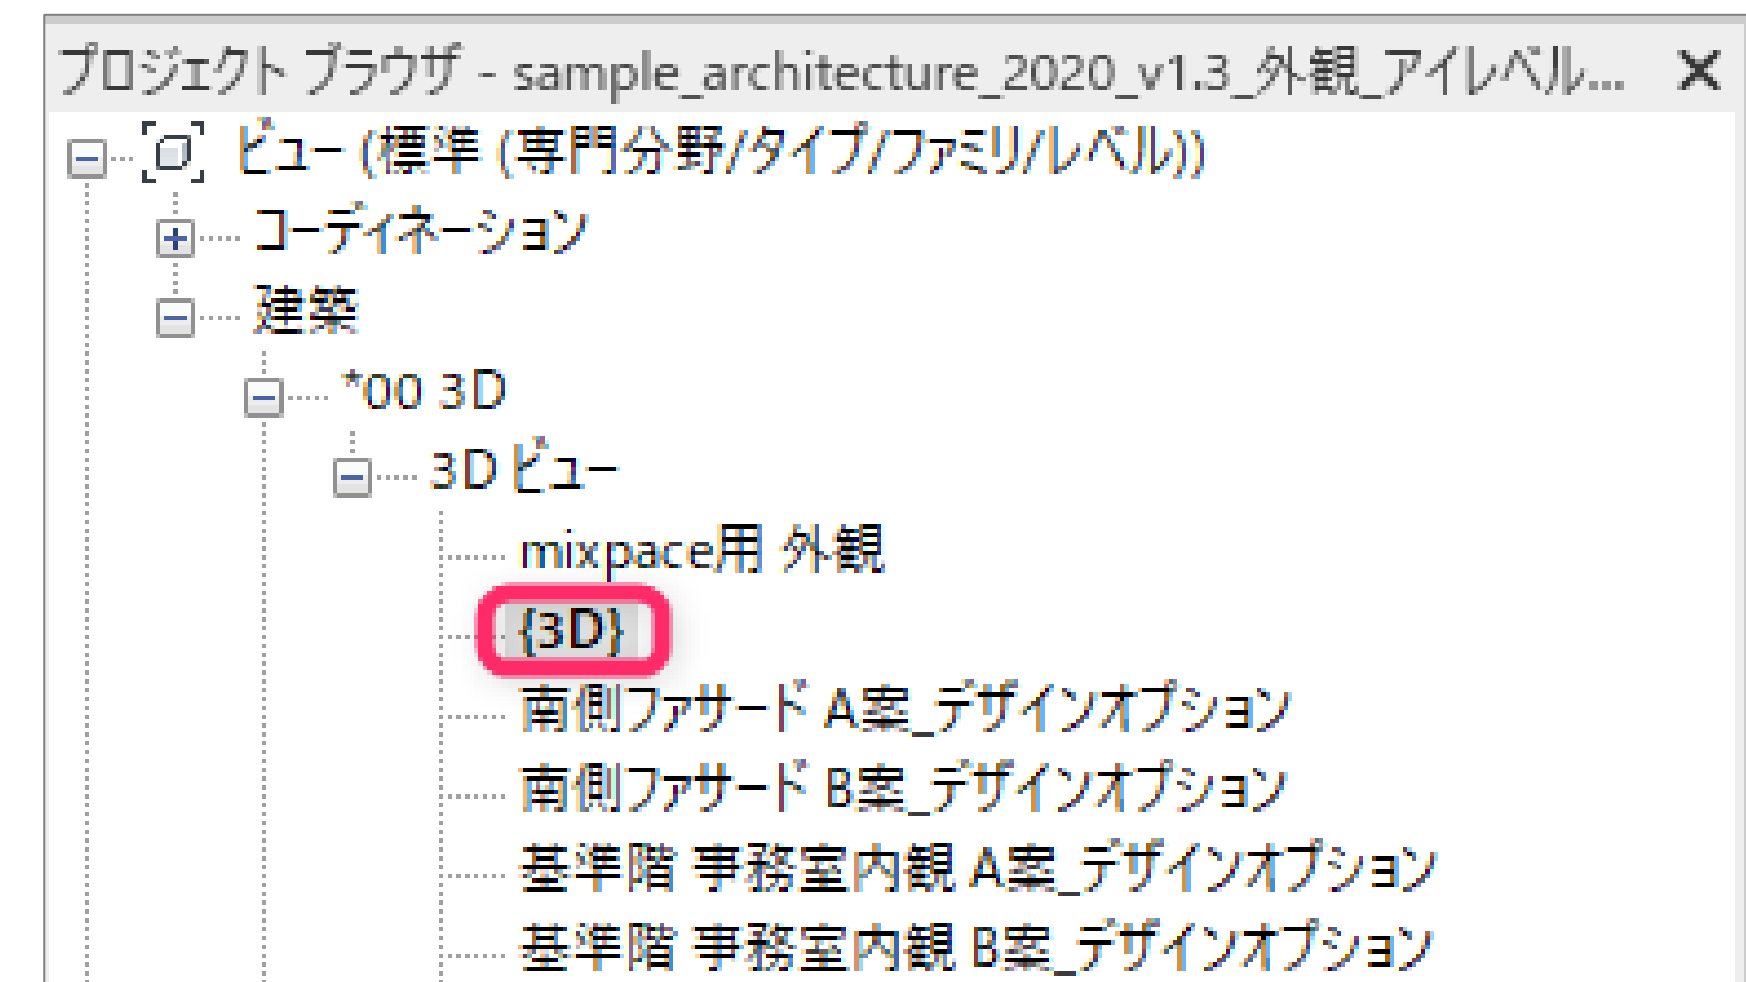 プロジェクト ブラウザ - sample_architecture_2020_v1.3_外観_アイレベル...
ビュー (標準 (専門分野/タイプ/ファミリ/レベル))
コーディネーション
建築
*00 3D
3D ビュー
mixpace用 外観
{3D}
南側ファサード A案_デザインオプション
南側ファサード B案_デザインオプション
基準階 事務室内観 A案_デザインオプション
基準階 事務室内観 B案_デザインオプション